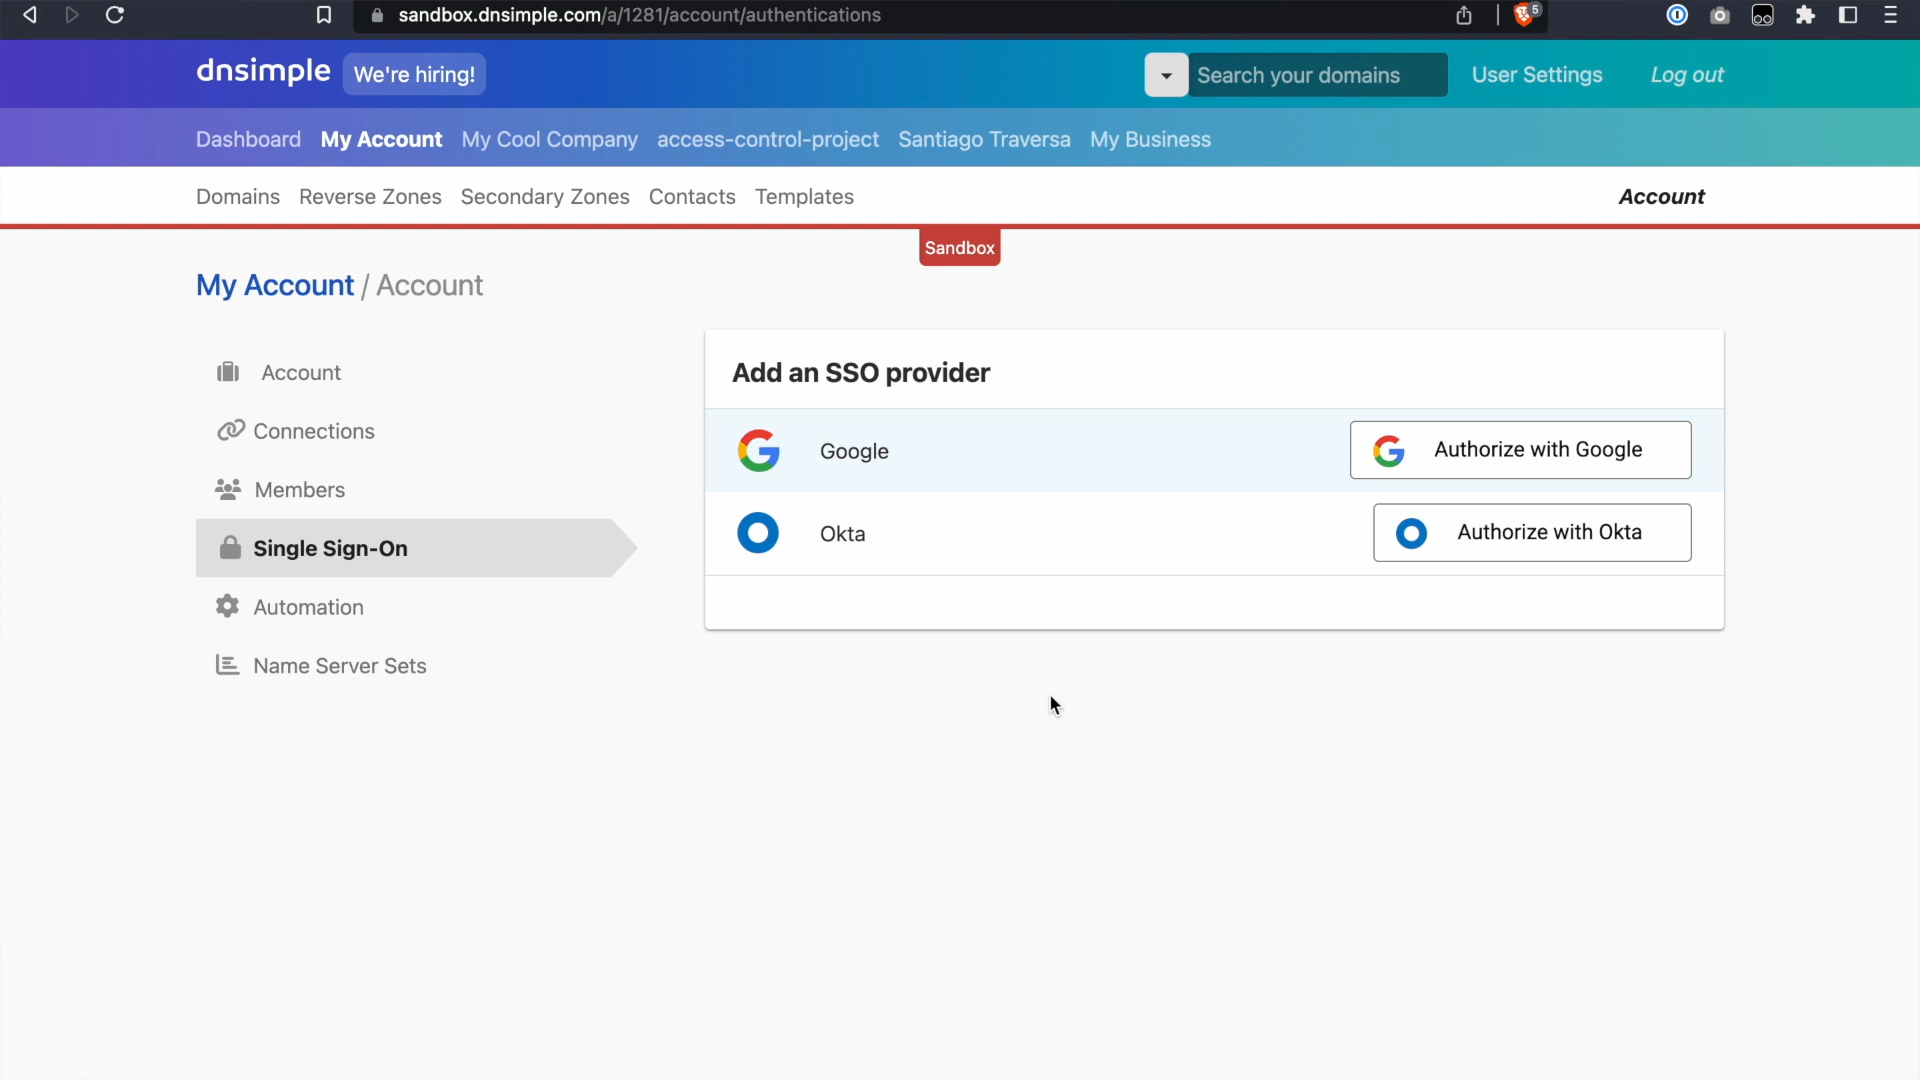 sandbox.dnsimple.com/a/1281/account/authentications
5
dnsimple We're hiring!
Search your domains User Settings Log out
Dashboard My Account My Cool Company access-control-project Santiago Traversa My Business
Domains Reverse Zones Secondary Zones Contacts Templates Account
Sandbox
My Account / Account
Account
Connections
Members
Single Sign-On
Automation
Name Server Sets
Add an SSO provider
Google Authorize with Google
Okta Authorize with Okta